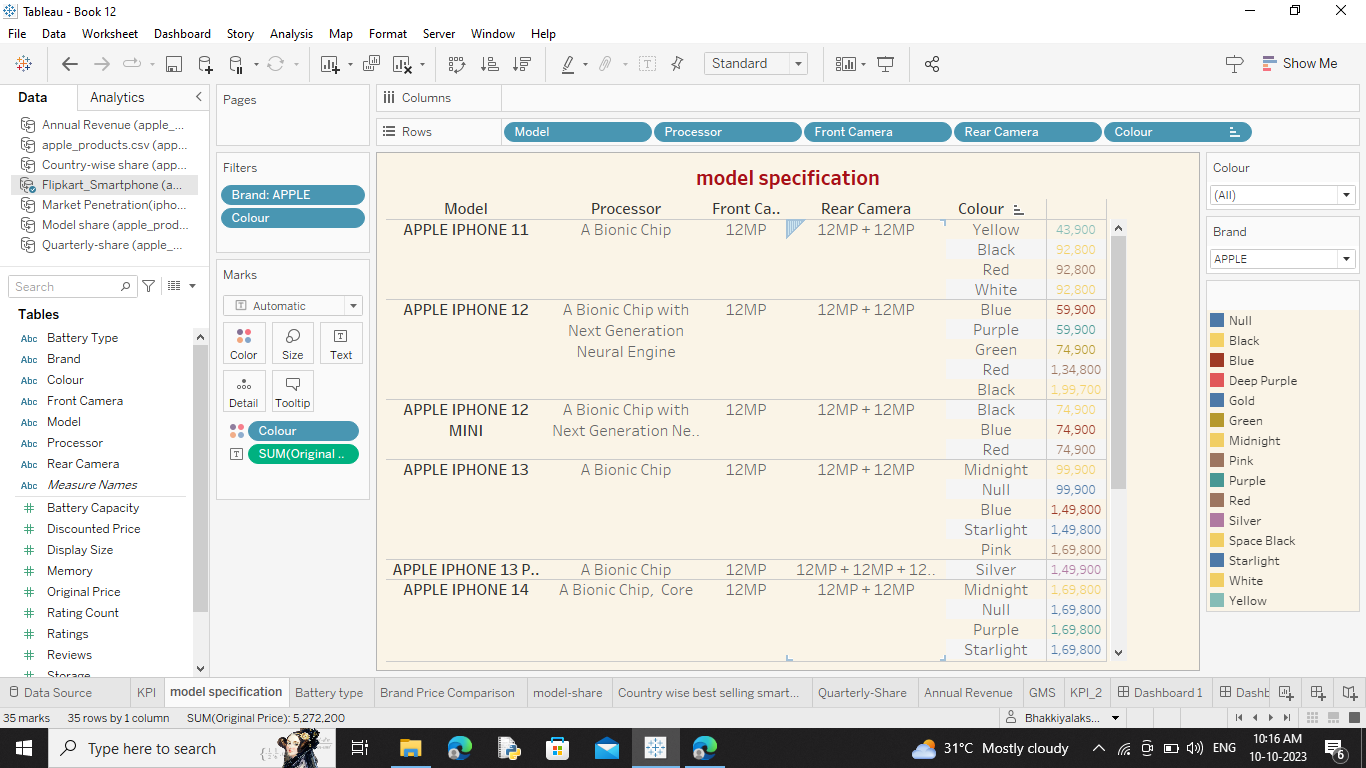 Tableau - Book 12
File Data Worksheet Dashboard Story Analysis Map Format Server Window Help
Standard
Show Me
Data Analytics
Annual Revenue (apple_...
apple_products.csv (app...
Country-wise share (app...
Flipkart_Smartphone (a...
Market Penetration(ipho...
Model share (apple_prod...
Quarterly-share (apple_...
Search
Tables
Abc Battery Type
Abc Brand
Abc Colour
Abc Front Camera
Abc Model
Abc Processor
Abc Rear Camera
Abc Measure Names
# Battery Capacity
# Discounted Price
# Display Size
# Memory
# Original Price
# Rating Count
# Ratings
# Reviews
Storage
Pages
Filters
Brand: APPLE
Colour
Marks
T Automatic
Color Size Text
Detail Tooltip
Colour
SUM(Original ..
Columns
Rows Model Processor Front Camera Rear Camera Colour
model specification
Model Processor Front Ca.. Rear Camera Colour
APPLE IPHONE 11 A Bionic Chip 12MP 12MP + 12MP Yellow 43,900
Black 92,800
Red 92,800
White 92,800
APPLE IPHONE 12 A Bionic Chip with 12MP 12MP + 12MP Blue 59,900
Next Generation Purple 59,900
Neural Engine Green 74,900
Red 1,34,800
Black 1,99,700
APPLE IPHONE 12 A Bionic Chip with 12MP 12MP + 12MP Black 74,900
MINI Next Generation Ne.. Blue 74,900
Red 74,900
APPLE IPHONE 13 A Bionic Chip 12MP 12MP + 12MP Midnight 99,900
Null 99,900
Blue 1,49,800
Starlight 1,49,800
Pink 1,69,800
APPLE IPHONE 13 P.. A Bionic Chip 12MP 12MP + 12MP + 12.. Silver 1,49,900
APPLE IPHONE 14 A Bionic Chip, Core 12MP 12MP + 12MP Midnight 1,69,800
Null 1,69,800
Purple 1,69,800
Starlight 1,69,800
Colour
(All)
Brand
APPLE
Null
Black
Blue
Deep Purple
Gold
Green
Midnight
Pink
Purple
Red
Silver
Space Black
Starlight
White
Yellow
Data Source KPI model specification Battery type Brand Price Comparison model-share Country wise best selling smart... Quarterly-Share Annual Revenue GMS KPI_2 Dashboard 1 Dashb
35 marks 35 rows by 1 column SUM(Original Price): 5,272,200 Bhakkiyalaks...
Type here to search 31°C Mostly cloudy ENG 10:16 AM
10-10-2023 6